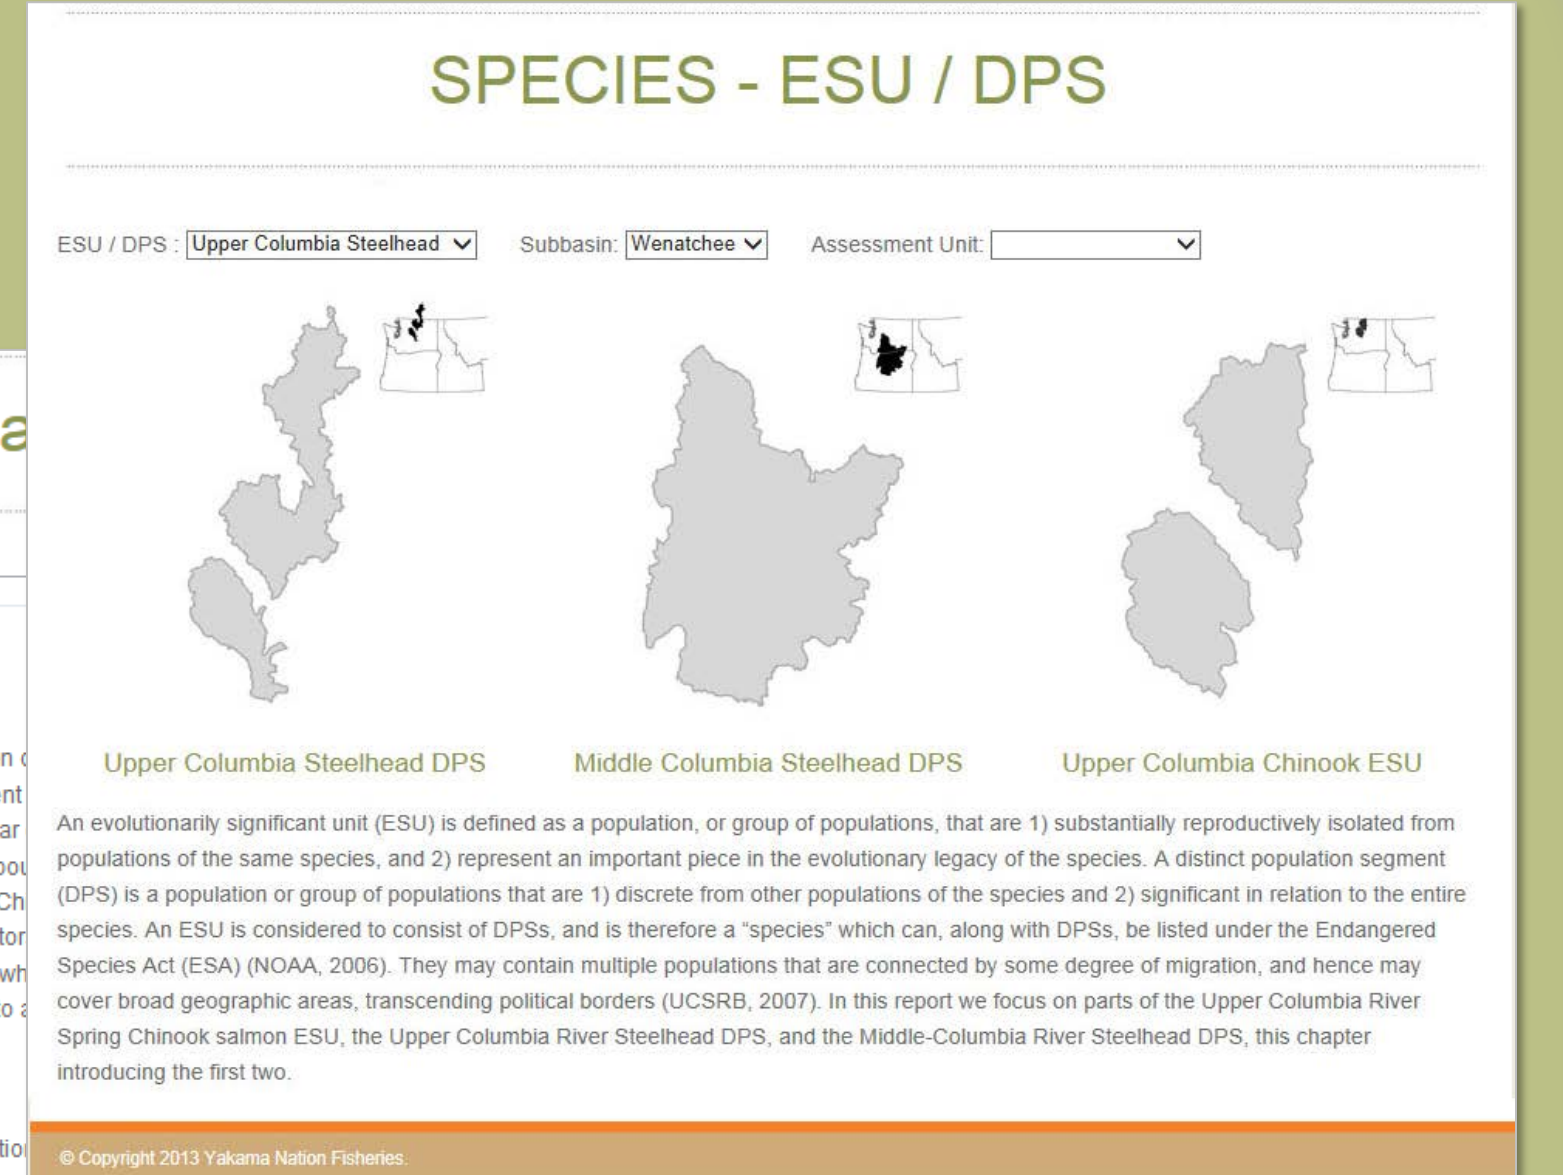 SPECIES - ESU / DPS
ESU / DPS : Upper Columbia Steelhead Subbasin: Wenatchee Assessment Unit:
Upper Columbia Steelhead DPS Middle Columbia Steelhead DPS Upper Columbia Chinook ESU
An evolutionarily significant unit (ESU) is defined as a population, or group of populations, that are 1) substantially reproductively isolated from
populations of the same species, and 2) represent an important piece in the evolutionary legacy of the species. A distinct population segment
(DPS) is a population or group of populations that are 1) discrete from other populations of the species and 2) significant in relation to the entire
species. An ESU is considered to consist of DPSs, and is therefore a “species” which can, along with DPSs, be listed under the Endangered
Species Act (ESA) (NOAA, 2006). They may contain multiple populations that are connected by some degree of migration, and hence may
cover broad geographic areas, transcending political borders (UCSRB, 2007). In this report we focus on parts of the Upper Columbia River
Spring Chinook salmon ESU, the Upper Columbia River Steelhead DPS, and the Middle-Columbia River Steelhead DPS, this chapter
introducing the first two.
© Copyright 2013 Yakama Nation Fisheries.